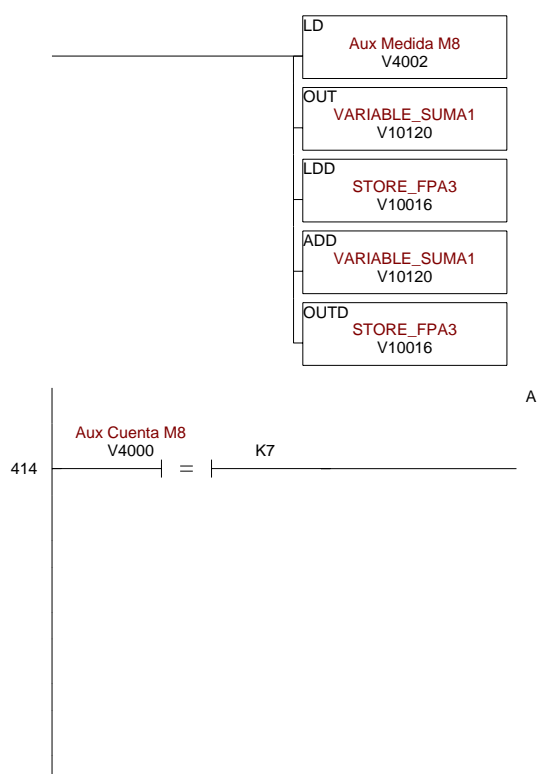 LD
Aux Medida M8
V4002
OUT
VARIABLE_SUMA1
V10120
LDD
STORE_FPA3
V10016
ADD
VARIABLE_SUMA1
V10120
OUTD
STORE_FPA3
V10016
A
Aux Cuenta M8
V4000 = K7
414